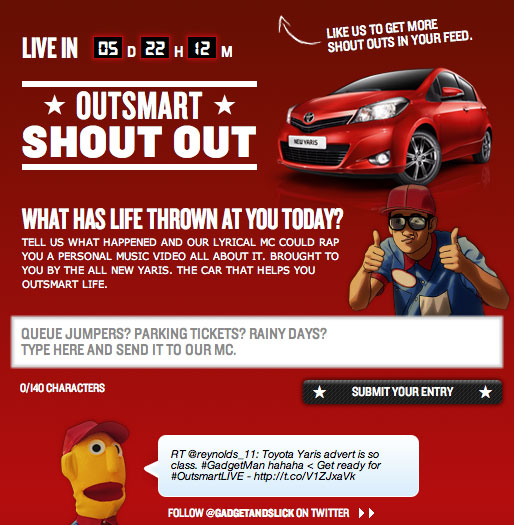 LIVE IN 05 D 22 H 12 M
LIKE US TO GET MORE
SHOUT OUTS IN YOUR FEED.
OUTSMART
SHOUT OUT
NEW YARIS
WHAT HAS LIFE THROWN AT YOU TODAY?
TELL US WHAT HAPPENED AND OUR LYRICAL MC COULD RAP
YOU A PERSONAL MUSIC VIDEO ALL ABOUT IT. BROUGHT TO
YOU BY THE ALL NEW YARIS. THE CAR THAT HELPS YOU
OUTSMART LIFE.
QUEUE JUMPERS? PARKING TICKETS? RAINY DAYS?
TYPE HERE AND SEND IT TO OUR MC.
0/140 CHARACTERS
SUBMIT YOUR ENTRY
RT @reynolds_11: Toyota Yaris advert is so
class. #GadgetMan hahaha < Get ready for
#OutsmartLIVE - http://t.co/V1ZJxaVk
FOLLOW @GADGETANDSLICK ON TWITTER